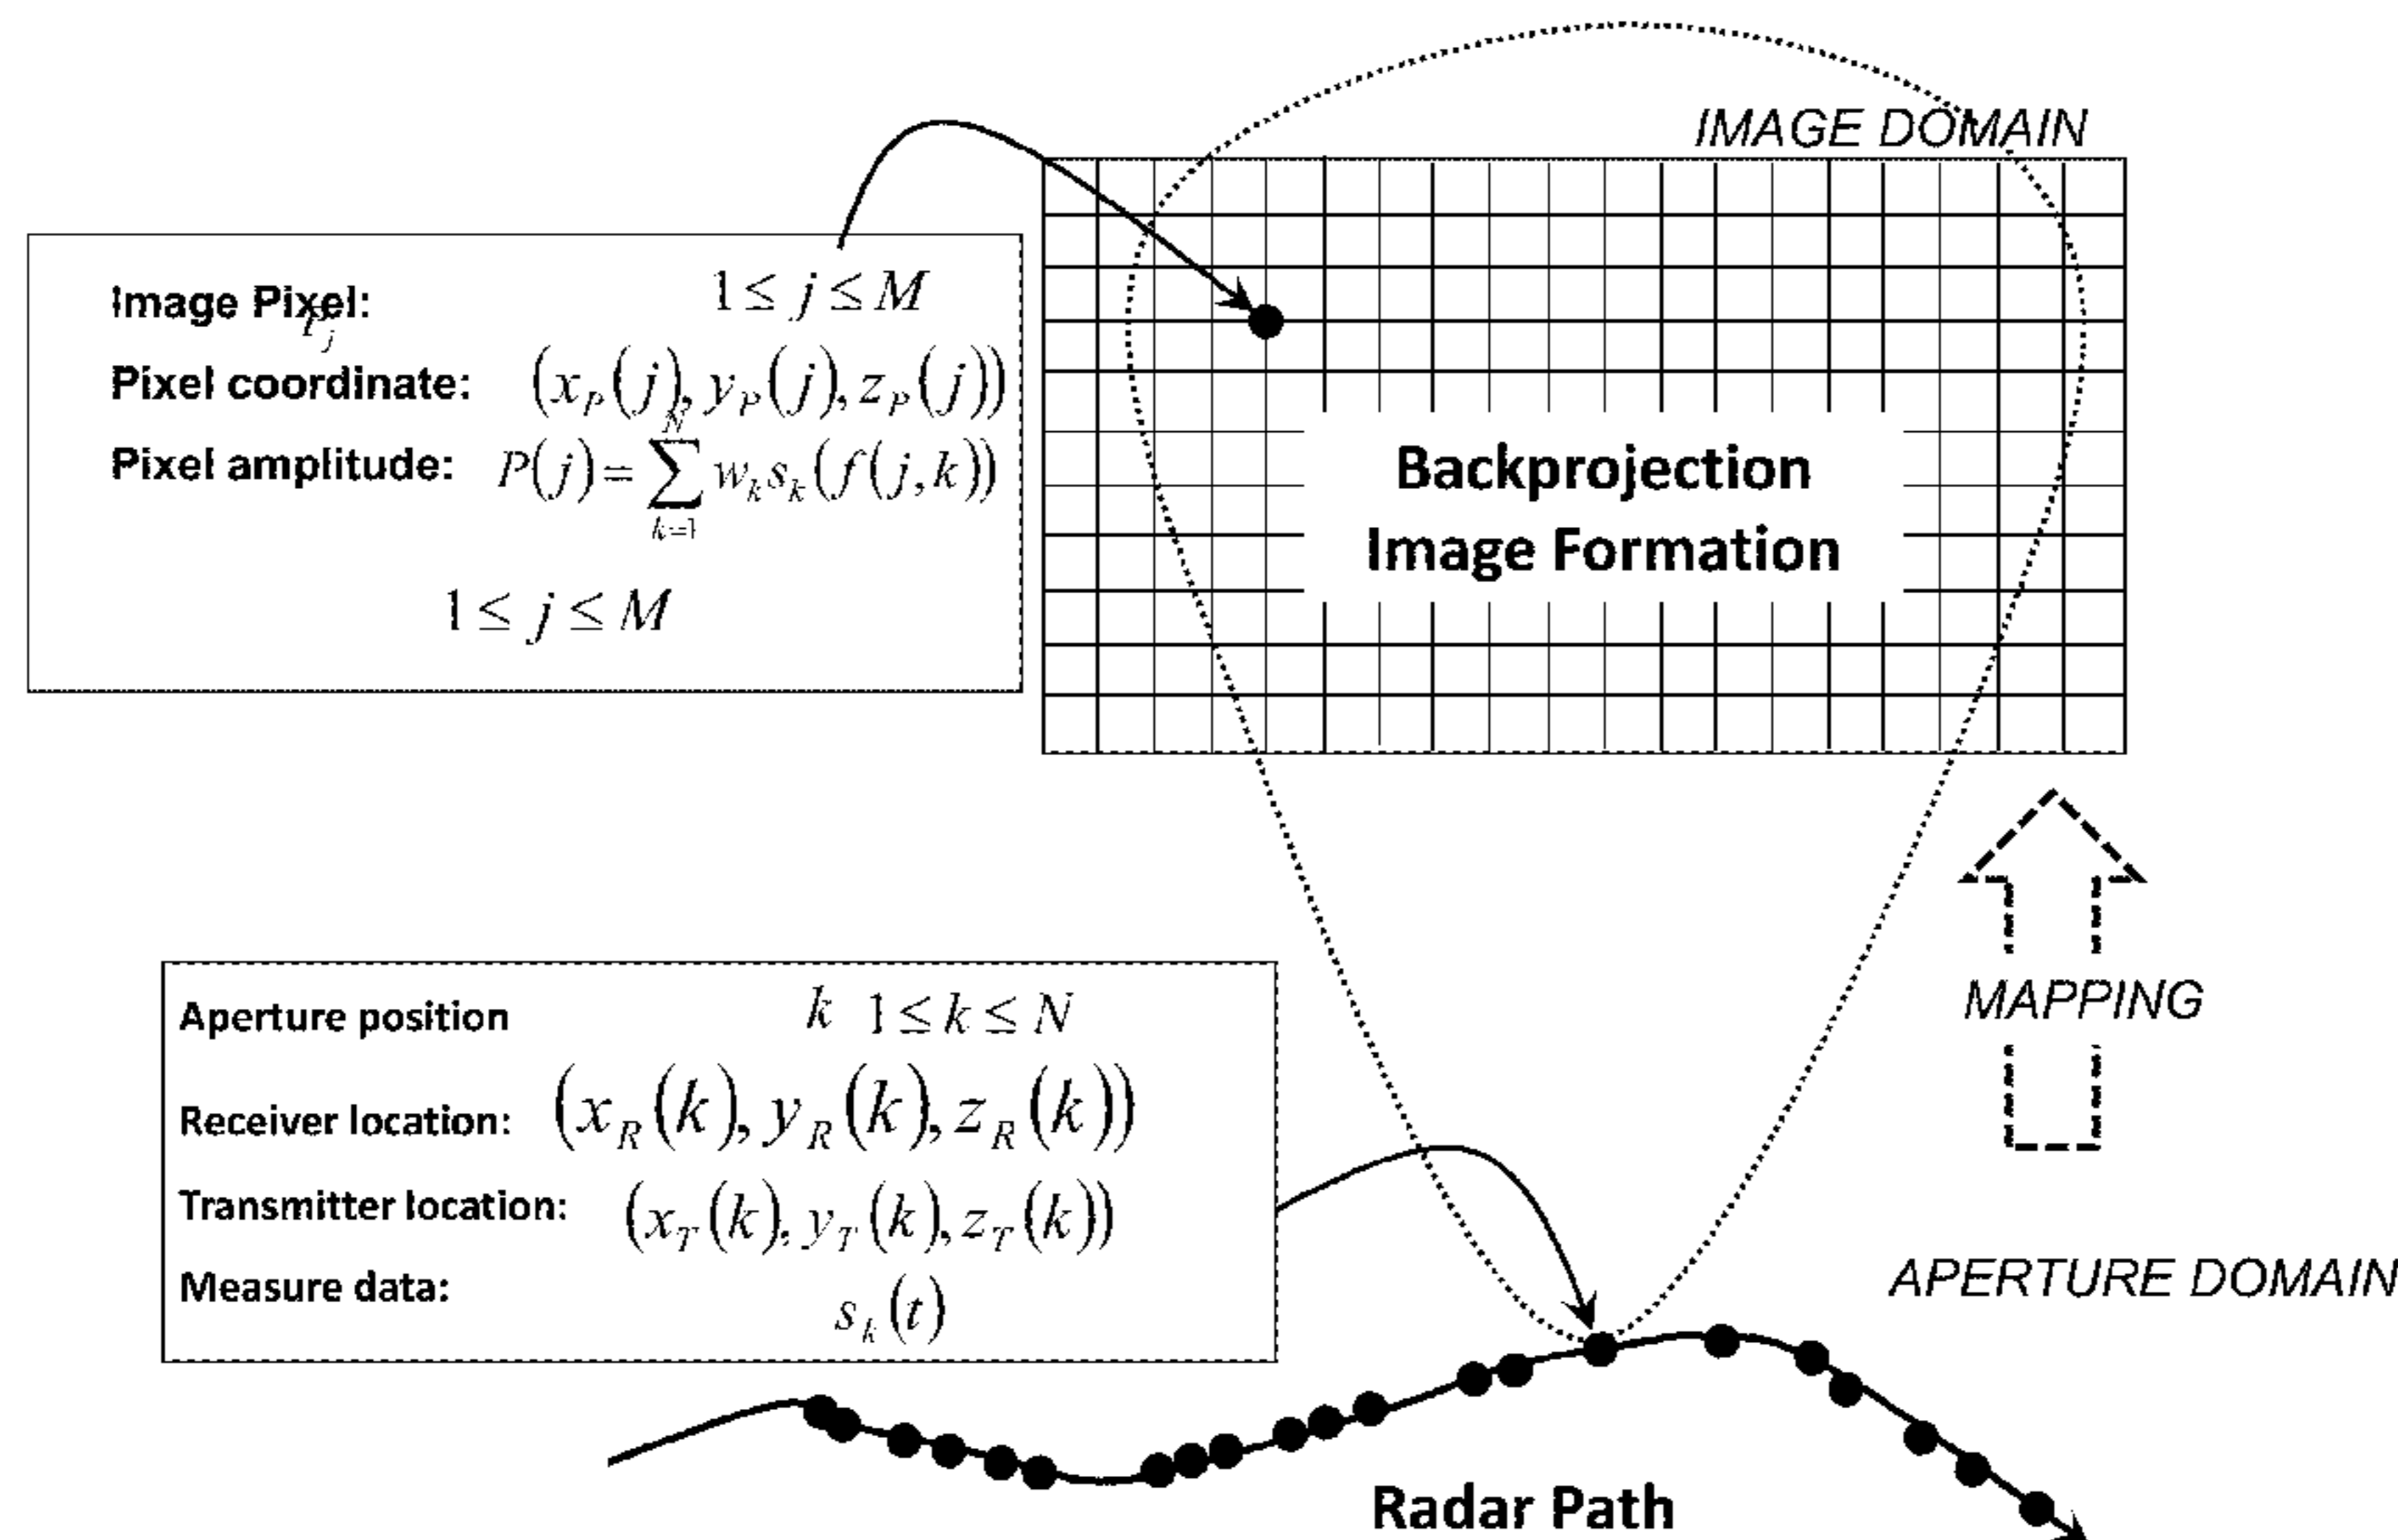 IMAGE DOMAIN
Image Pixel: 1 ≤ j ≤ M
Pixel coordinate: (x_P(j), y_P(j), z_P(j))
Pixel amplitude: P(j) = \sum_{k=1}^{N} w_k s_k(f(j,k))
1 ≤ j ≤ M
Backprojection
Image Formation
MAPPING
Aperture position k 1 ≤ k ≤ N
Receiver location: (x_R(k), y_R(k), z_R(k))
Transmitter location: (x_T(k), y_T(k), z_T(k))
Measure data: s_k(t)
APERTURE DOMAIN
Radar Path